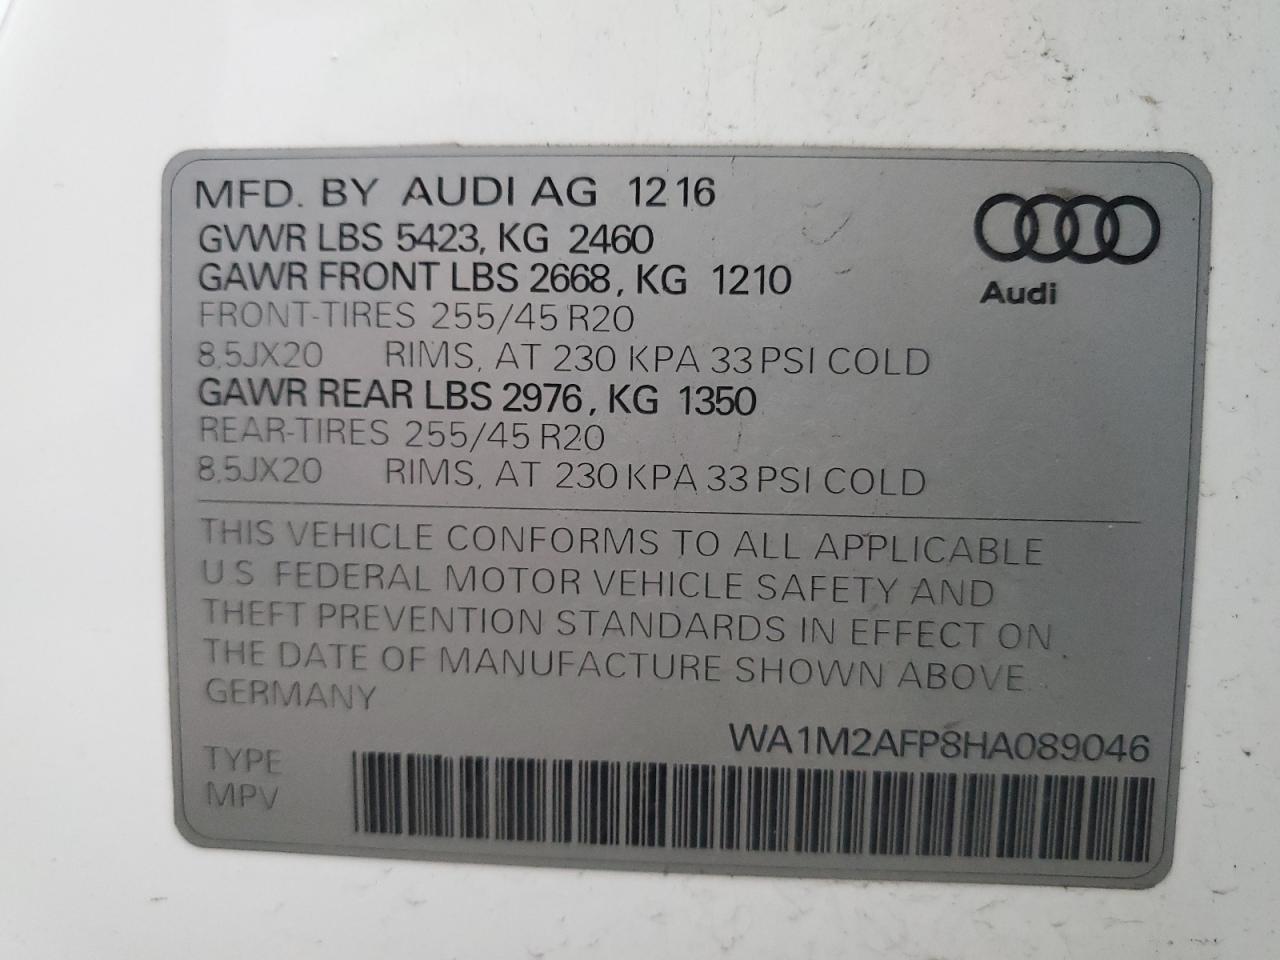 MFD. BY AUDI AG 12 16
GVWR LBS 5423, KG 2460
GAWR FRONT LBS 2668, KG 1210
FRONT-TIRES 255/45 R20
8,5JX20 RIMS, AT 230 KPA 33 PSI COLD
GAWR REAR LBS 2976, KG 1350
REAR-TIRES 255/45 R20
8,5JX20 RIMS, AT 230 KPA 33 PSI COLD
Audi
THIS VEHICLE CONFORMS TO ALL APPLICABLE
U S FEDERAL MOTOR VEHICLE SAFETY AND
THEFT PREVENTION STANDARDS IN EFFECT ON
THE DATE OF MANUFACTURE SHOWN ABOVE
GERMANY
WA1M2AFP8HA089046
TYPE
MPV